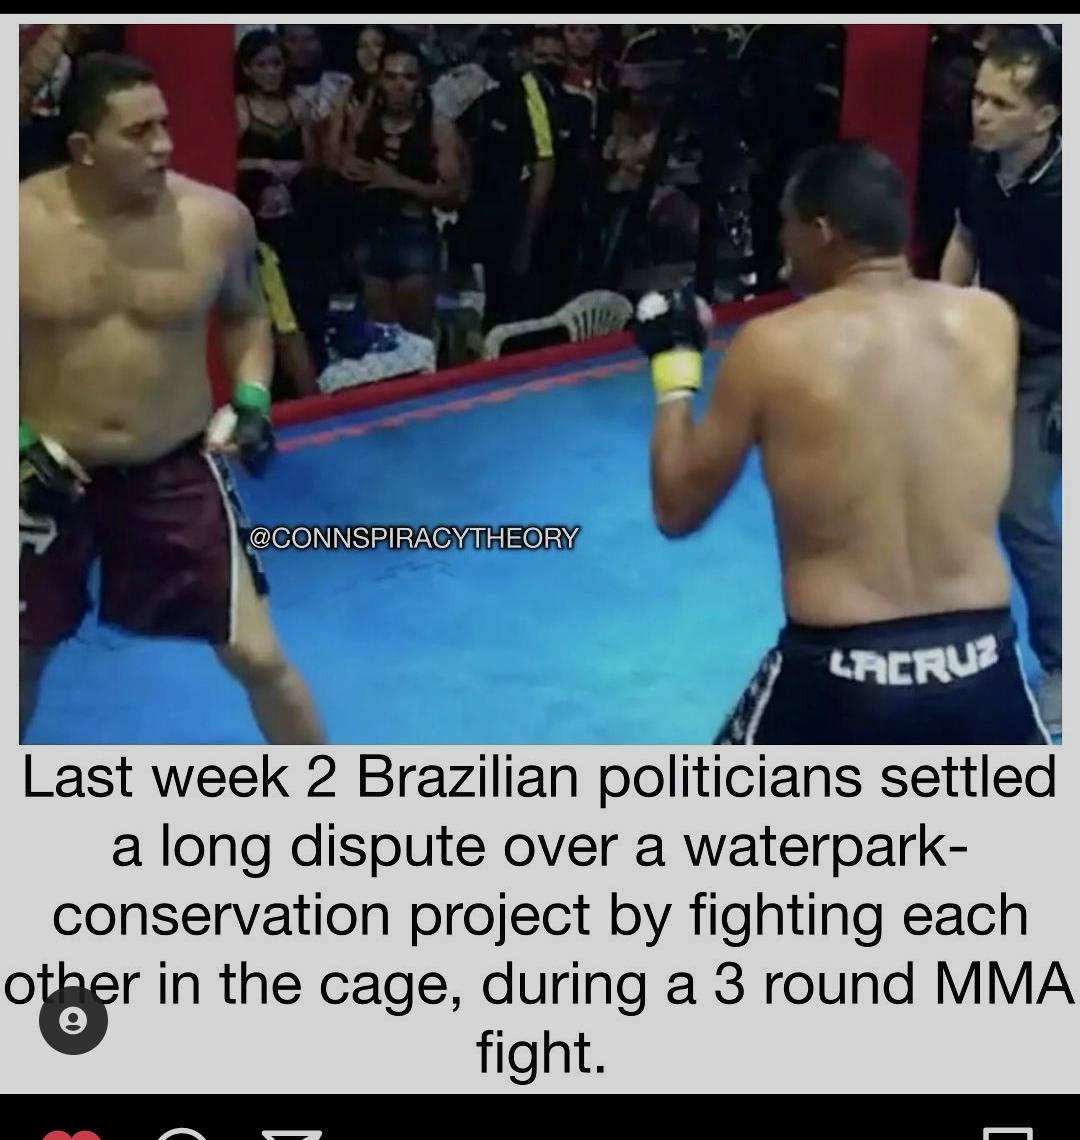 @CONNSPIRACYTHEORY
LACRUZ
Last week 2 Brazilian politicians settled
a long dispute over a waterpark-
conservation project by fighting each
other in the cage, during a 3 round MMA
fight.